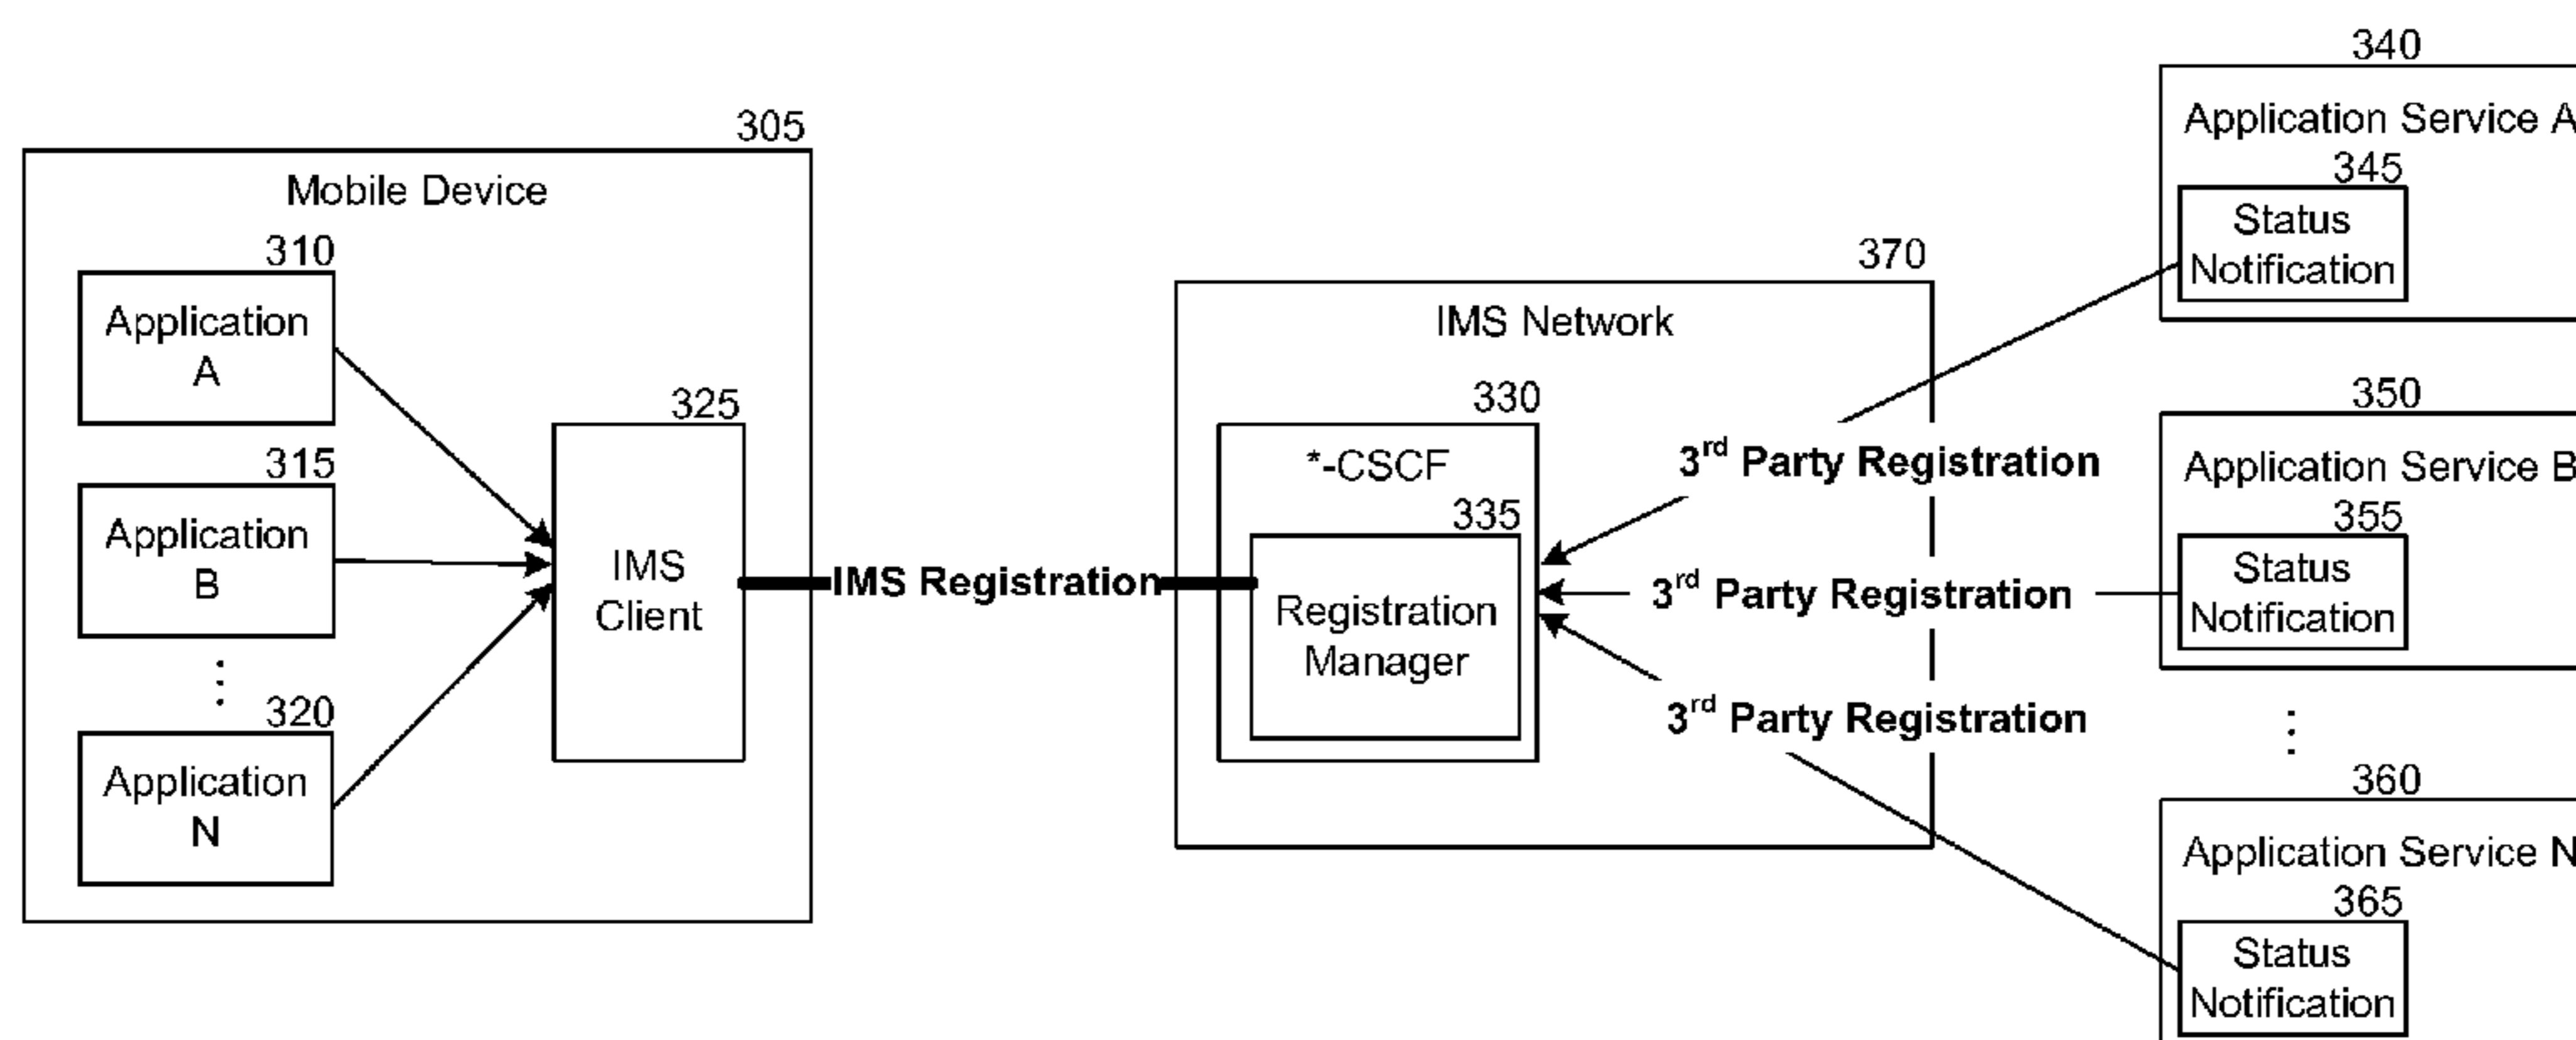 305
Mobile Device
310
Application
A
315
Application
B
320
Application
N
325
IMS
Client
IMS Registration
370
IMS Network
330
*-CSCF
335
Registration
Manager
3rd Party Registration
3rd Party Registration
3rd Party Registration
340
Application Service A
345
Status
Notification
350
Application Service B
355
Status
Notification
360
Application Service N
365
Status
Notification